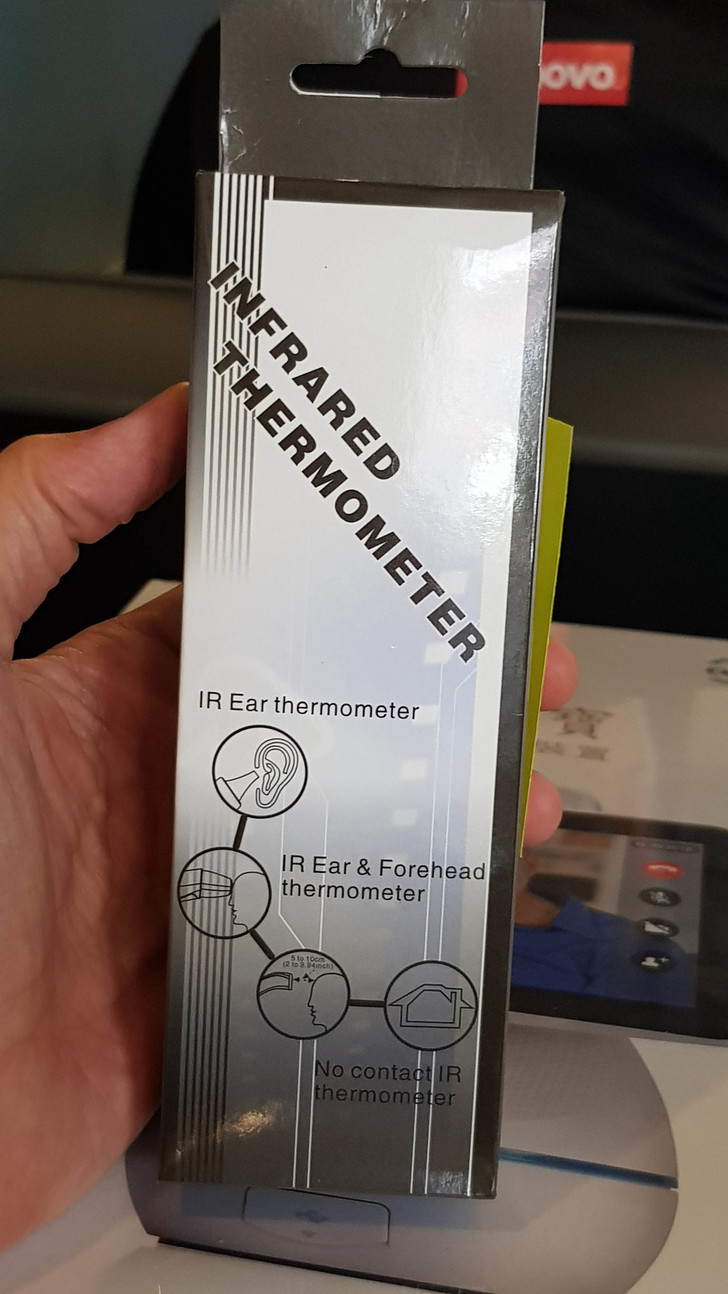 ovo
INFRARED
THERMOMETER
IR Ear thermometer
IR Ear & Forehead
thermometer
5 to 10cm
(2 to 3.94inch)
No contact IR
thermometer